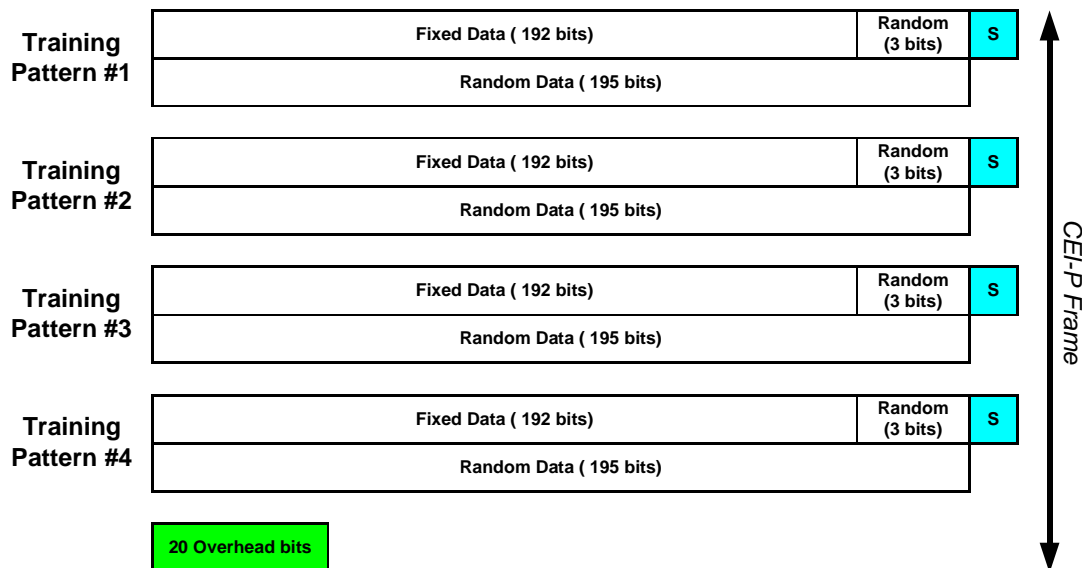 Training
Pattern #1
Fixed Data ( 192 bits)
Random
(3 bits)
S
Random Data ( 195 bits)
Training
Pattern #2
Fixed Data ( 192 bits)
Random
(3 bits)
S
Random Data ( 195 bits)
Training
Pattern #3
Fixed Data ( 192 bits)
Random
(3 bits)
S
Random Data ( 195 bits)
Training
Pattern #4
Fixed Data ( 192 bits)
Random
(3 bits)
S
Random Data ( 195 bits)
20 Overhead bits
CEI-P Frame